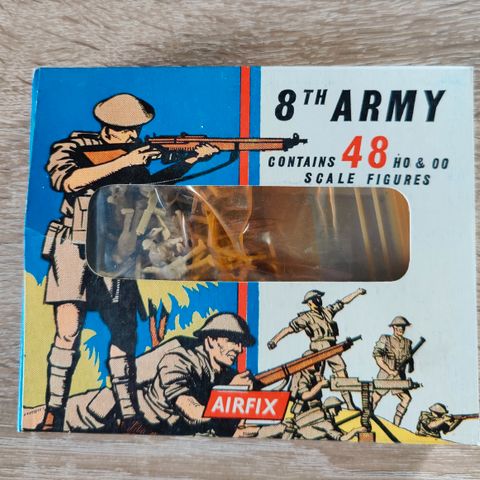 8TH ARMY
CONTAINS 48 HO & OO
SCALE FIGURES
AIRFIX